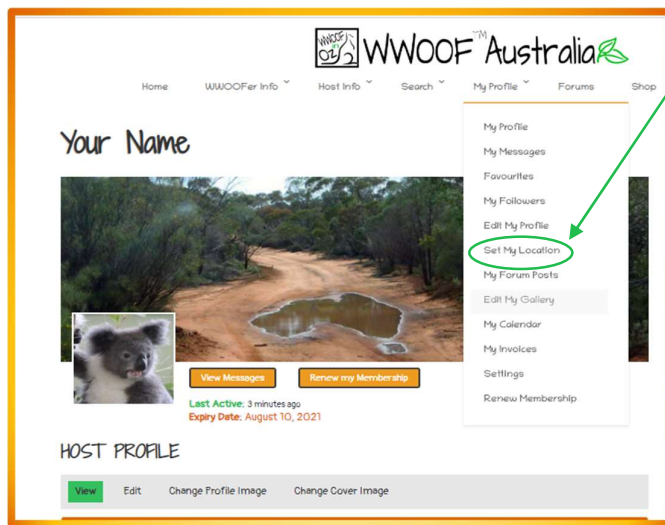 WWOOF in OZ WWOOF™ Australia
Home WWOOFer Info Host Info Search My Profile Forums Shop
Your Name
My Profile
My Messages
Favourites
My Followers
Edit My Profile
Set My Location
My Forum Posts
Edit My Gallery
My Calendar
My Invoices
Settings
Renew Membership
View Messages Renew my Membership
Last Active: 3 minutes ago
Expiry Date: August 10, 2021
HOST PROFILE
View Edit Change Profile Image Change Cover Image